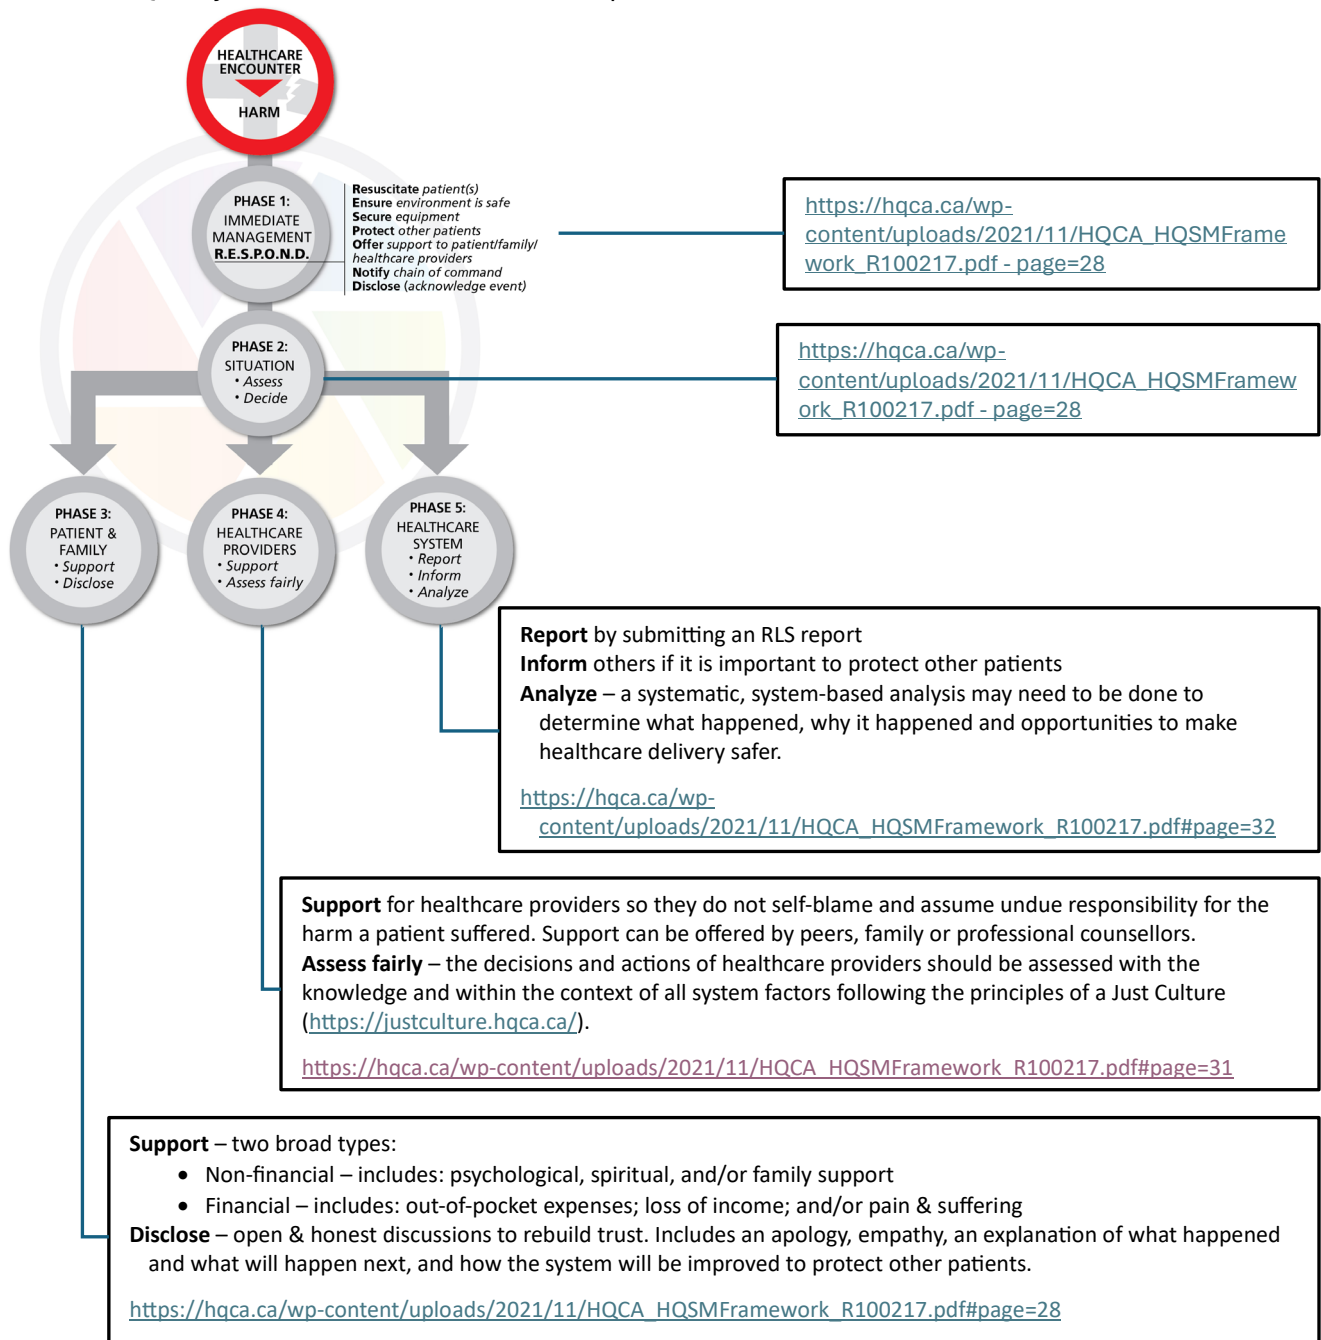 HEALTHCARE
ENCOUNTER
HARM
PHASE 1:
IMMEDIATE
MANAGEMENT
R.E.S.P.O.N.D.
Resuscitate patient(s)
Ensure environment is safe
Secure equipment
Protect other patients
Offer support to patient/family/
healthcare providers
Notify chain of command
Disclose (acknowledge event)
https://hqca.ca/wp-
content/uploads/2021/11/HQCA_HQSMFrame
work_R100217.pdf - page=28
PHASE 2:
SITUATION
• Assess
• Decide
https://hqca.ca/wp-
content/uploads/2021/11/HQCA_HQSMFramew
ork_R100217.pdf - page=28
PHASE 3:
PATIENT &
FAMILY
• Support
• Disclose
PHASE 4:
HEALTHCARE
PROVIDERS
• Support
• Assess fairly
PHASE 5:
HEALTHCARE
SYSTEM
• Report
• Inform
• Analyze
Report by submitting an RLS report
Inform others if it is important to protect other patients
Analyze – a systematic, system-based analysis may need to be done to
determine what happened, why it happened and opportunities to make
healthcare delivery safer.
https://hqca.ca/wp-
content/uploads/2021/11/HQCA_HQSMFramework_R100217.pdf#page=32
Support for healthcare providers so they do not self-blame and assume undue responsibility for the
harm a patient suffered. Support can be offered by peers, family or professional counsellors.
Assess fairly – the decisions and actions of healthcare providers should be assessed with the
knowledge and within the context of all system factors following the principles of a Just Culture
(https://justculture.hqca.ca/).
https://hqca.ca/wp-content/uploads/2021/11/HQCA_HQSMFramework_R100217.pdf#page=31
Support – two broad types:
• Non-financial – includes: psychological, spiritual, and/or family support
• Financial – includes: out-of-pocket expenses; loss of income; and/or pain & suffering
Disclose – open & honest discussions to rebuild trust. Includes an apology, empathy, an explanation of what happened
and what will happen next, and how the system will be improved to protect other patients.
https://hqca.ca/wp-content/uploads/2021/11/HQCA_HQSMFramework_R100217.pdf#page=28